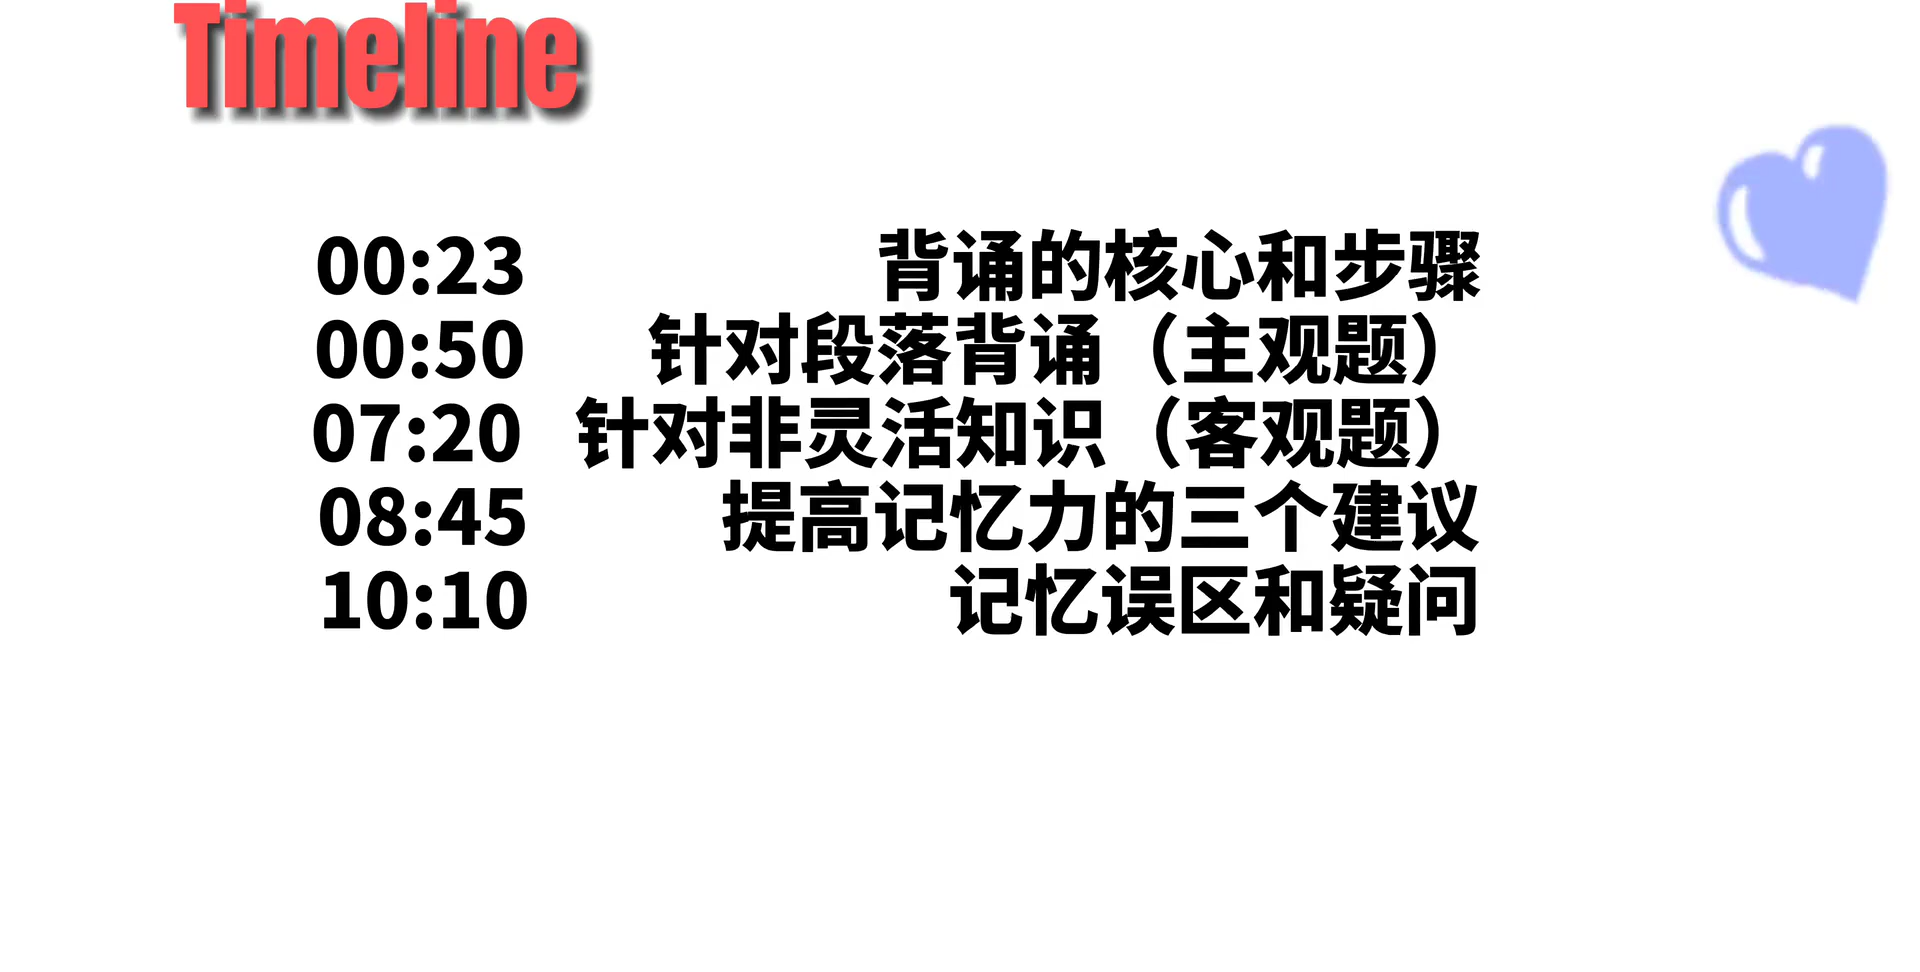 Timeline
00:23 背诵的核心和步骤
00:50 针对段落背诵（主观题）
07:20 针对非灵活知识（客观题）
08:45 提高记忆力的三个建议
10:10 记忆误区和疑问